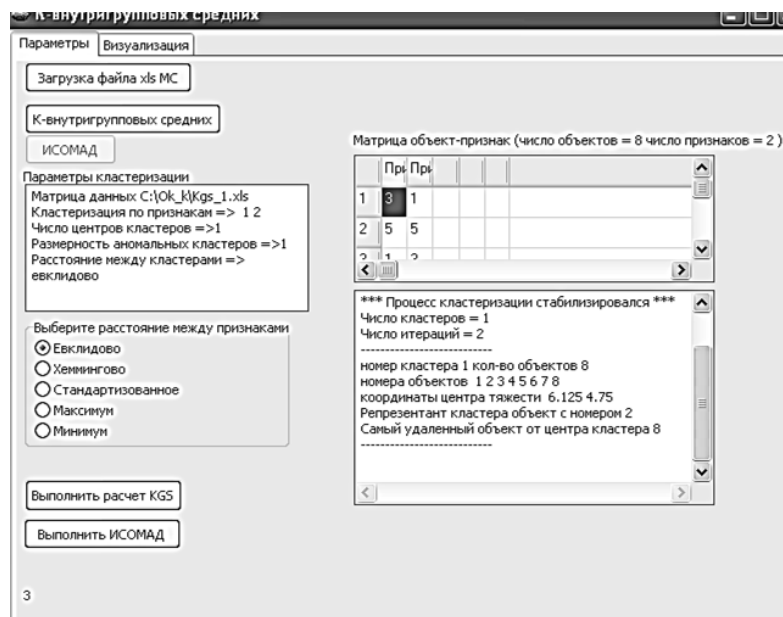 К-внутригрупповых средних
Параметры Визуализация
Загрузка файла xls МС
К-внутригрупповых средних
ИСОМАД
Параметры кластеризации
Матрица данных C:\Ok_k\Kgs_1.xls
Кластеризация по признакам => 1 2
Число центров кластеров =>1
Размерность аномальных кластеров =>1
Расстояние между кластерами =>
евклидово
Выберите расстояние между признаками
Евклидово
Хеммингово
Стандартизованное
Максимум
Минимум
Выполнить расчет KGS
Выполнить ИСОМАД
3
Матрица объект-признак (число объектов = 8 число признаков = 2 )
При При
1 3 1
2 5 5
*** Процесс кластеризации стабилизировался ***
Число кластеров = 1
Число итераций = 2
----------------------------
номер кластера 1 кол-во объектов 8
номера объектов 1 2 3 4 5 6 7 8
координаты центра тяжести 6.125 4.75
Репрезентант кластера объект с номером 2
Самый удаленный объект от центра кластера 8
----------------------------